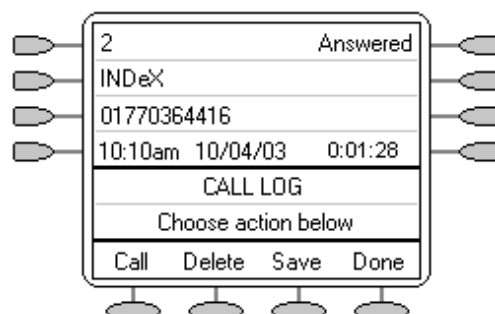 2 Answered
INDeX
01770364416
10:10am 10/04/03 0:01:28
CALL LOG
Choose action below
Call Delete Save Done